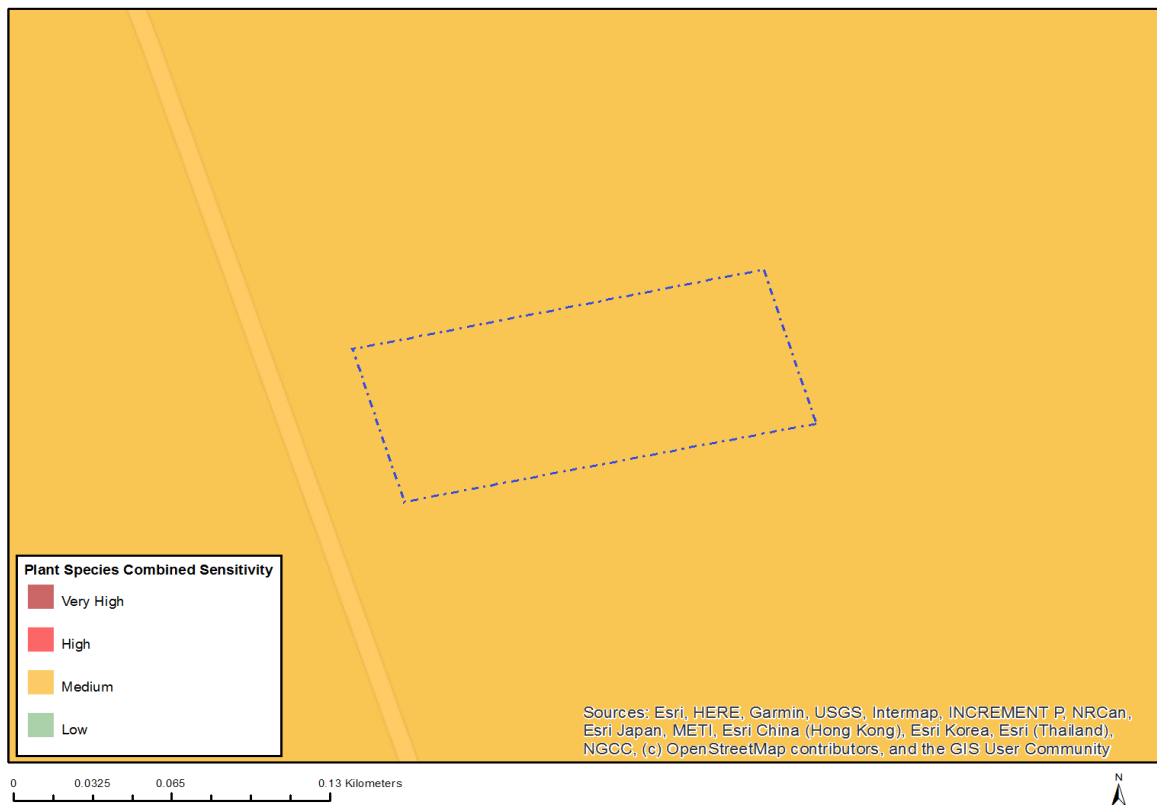 Plant Species Combined Sensitivity
Very High
High
Medium
Low
Sources: Esri, HERE, Garmin, USGS, Intermap, INCREMENT P, NRCan,
Esri Japan, METI, Esri China (Hong Kong), Esri Korea, Esri (Thailand),
NGCC, (c) OpenStreetMap contributors, and the GIS User Community
0 0.0325 0.065 0.13 Kilometers
N